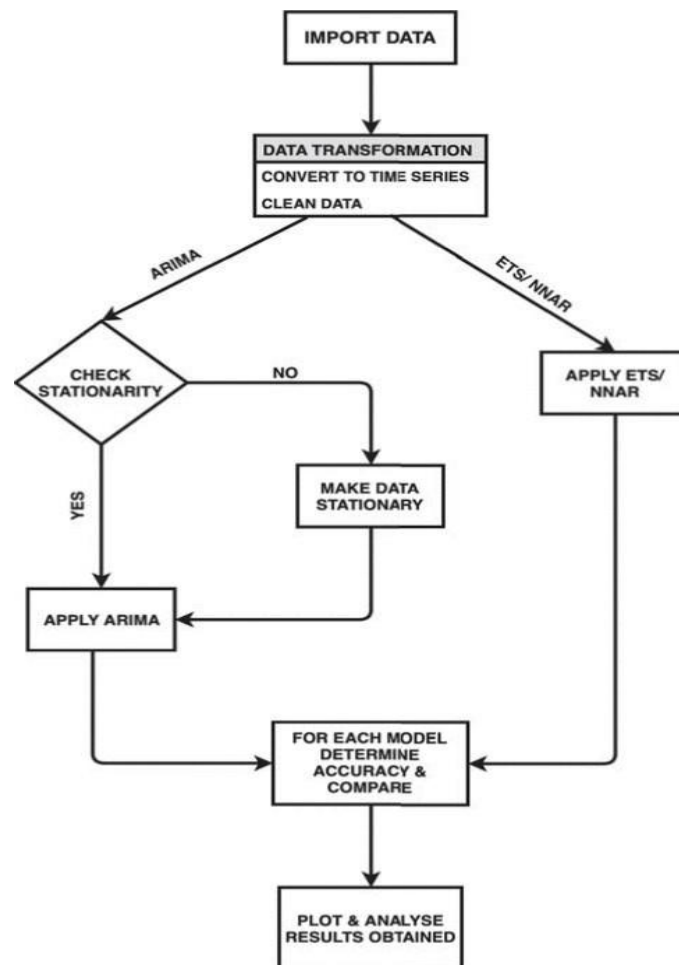 IMPORT DATA
DATA TRANSFORMATION
CONVERT TO TIME SERIES
CLEAN DATA
ARIMA
ETS/ NNAR
CHECK
STATIONARITY
NO
APPLY ETS/
NNAR
YES
MAKE DATA
STATIONARY
APPLY ARIMA
FOR EACH MODEL
DETERMINE
ACCURACY &
COMPARE
PLOT & ANALYSE
RESULTS OBTAINED